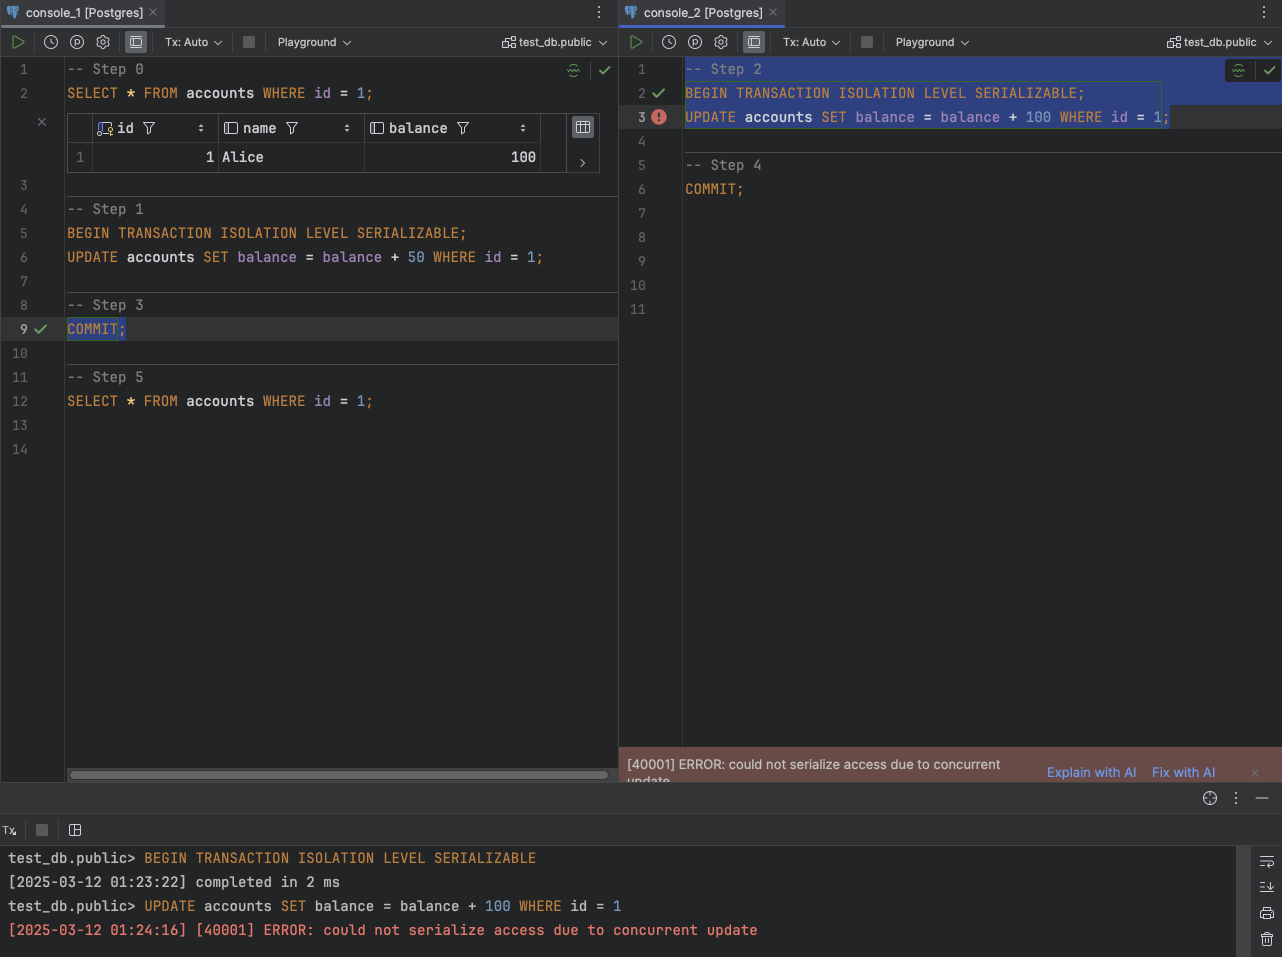 console_1 [Postgres]
Tx: Auto
Playground
test_db.public
1 -- Step 0
2 SELECT * FROM accounts WHERE id = 1;
id name balance
1 1 Alice 100
3
4 -- Step 1
5 BEGIN TRANSACTION ISOLATION LEVEL SERIALIZABLE;
6 UPDATE accounts SET balance = balance + 50 WHERE id = 1;
7
8 -- Step 3
9 COMMIT;
10
11 -- Step 5
12 SELECT * FROM accounts WHERE id = 1;
13
14
console_2 [Postgres]
Tx: Auto
Playground
test_db.public
1 -- Step 2
2 BEGIN TRANSACTION ISOLATION LEVEL SERIALIZABLE;
3 UPDATE accounts SET balance = balance + 100 WHERE id = 1;
4
5 -- Step 4
6 COMMIT;
7
8
9
10
11
[40001] ERROR: could not serialize access due to concurrent
update
Explain with AI Fix with AI
Tx
test_db.public> BEGIN TRANSACTION ISOLATION LEVEL SERIALIZABLE
[2025-03-12 01:23:22] completed in 2 ms
test_db.public> UPDATE accounts SET balance = balance + 100 WHERE id = 1
[2025-03-12 01:24:16] [40001] ERROR: could not serialize access due to concurrent update